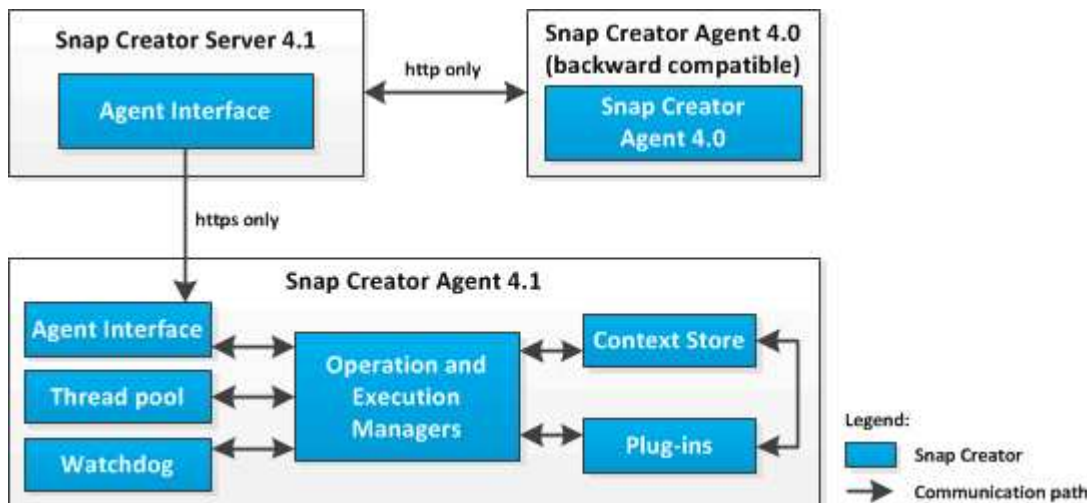 Snap Creator Server 4.1
Agent Interface
http only
Snap Creator Agent 4.0
(backward compatible)
Snap Creator
Agent 4.0
https only
Snap Creator Agent 4.1
Agent Interface
Thread pool
Watchdog
Operation and
Execution
Managers
Context Store
Plug-ins
Legend:
Snap Creator
Communication path